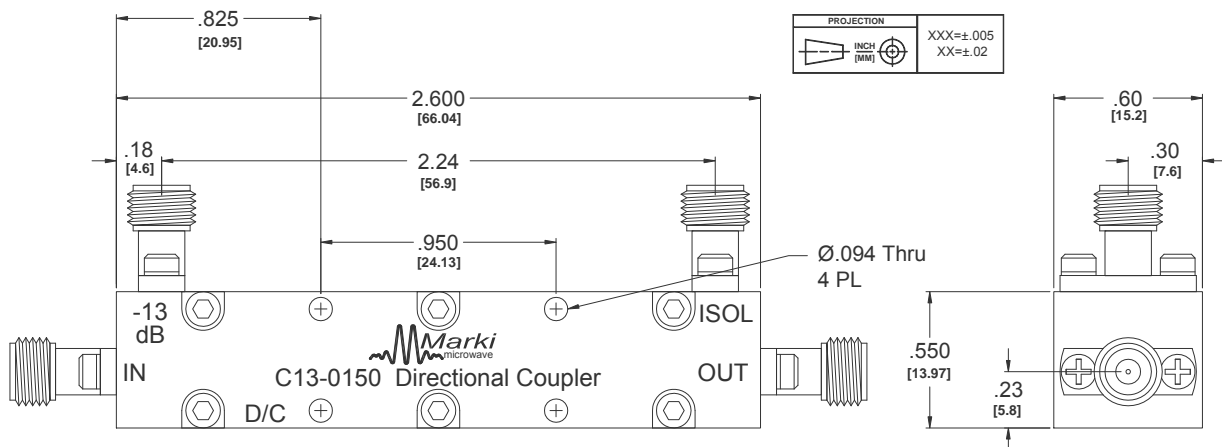 .825
[20.95]
PROJECTION
INCH
[MM]
XXX=±.005
XX=±.02
2.600
[66.04]
.60
[15.2]
.18
[4.6]
2.24
[56.9]
.30
[7.6]
.950
[24.13]
Ø.094 Thru
4 PL
-13
dB
ISOL
Marki
microwave
IN
OUT
C13-0150 Directional Coupler
D/C
.550
[13.97]
.23
[5.8]